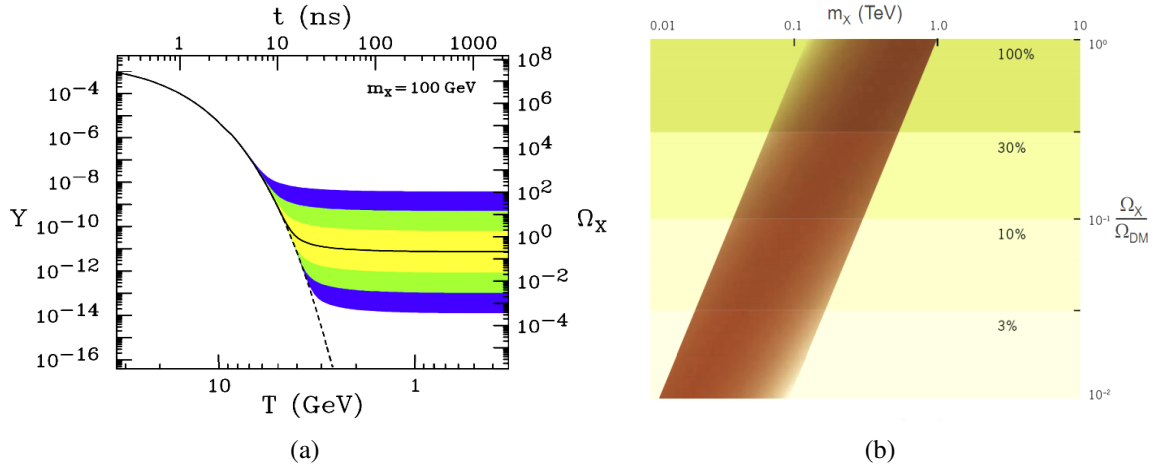 t (ns)
1 10 100 1000
m_X = 100 GeV
Y
10⁻⁴
10⁻⁶
10⁻⁸
10⁻¹⁰
10⁻¹²
10⁻¹⁴
10⁻¹⁶
10⁸
10⁶
10⁴
10²
10⁰
10⁻²
10⁻⁴
Ω_X
10 1
T (GeV)
(a)
m_X (TeV)
0.01 0.1 1.0 10
100%
30%
10%
3%
10⁰
10⁻¹
10⁻²
Ω_X
Ω_DM
(b)